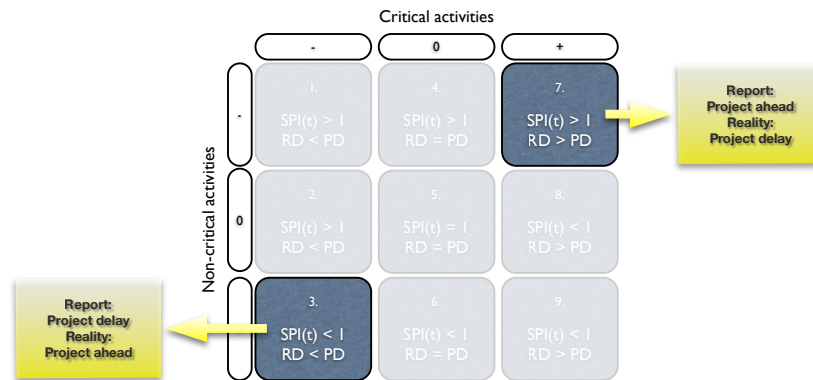 Critical activities
- 0 +
Non-critical activities
-
0
1.
SPI(t) > 1
RD < PD
4.
SPI(t) > 1
RD = PD
7.
SPI(t) > 1
RD > PD
Report:
Project ahead
Reality:
Project delay
2.
SPI(t) > 1
RD < PD
5.
SPI(t) = 1
RD = PD
8.
SPI(t) < 1
RD > PD
Report:
Project delay
Reality:
Project ahead
3.
SPI(t) < 1
RD < PD
6.
SPI(t) < 1
RD = PD
9.
SPI(t) < 1
RD > PD